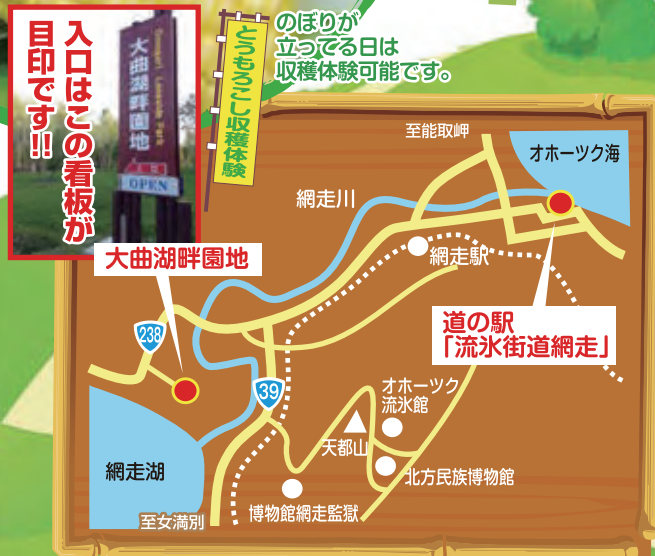 入口はこの看板が
目印です!!
大曲湖畔園地
Oomagari Lakeside Park
OPEN
とうもろこし収穫体験
のぼりが
立ってる日は
収穫体験可能です。
至能取岬
オホーツク海
網走川
網走駅
大曲湖畔園地
道の駅
「流氷街道網走」
238
39
オホーツク
流氷館
天都山
北方民族博物館
網走湖
博物館網走監獄
至女満別